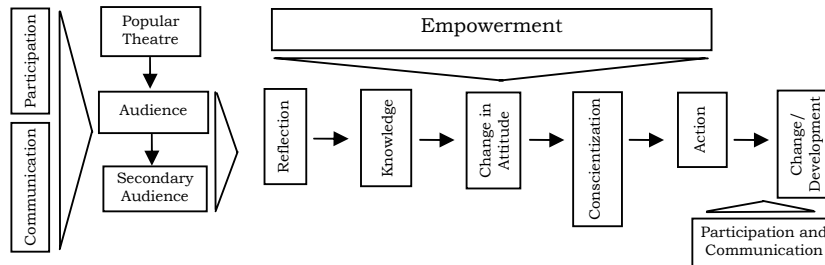 Participation
Communication
Popular
Theatre
Audience
Secondary
Audience
Empowerment
Reflection
Knowledge
Change in
Attitude
Conscientization
Action
Change/
Development
Participation and
Communication